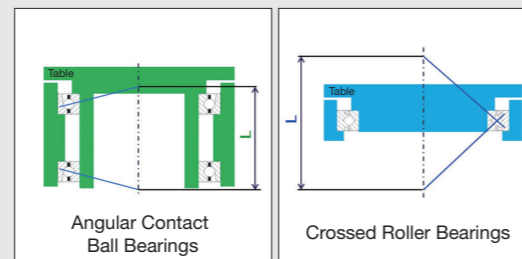 Table
L
Angular Contact
Ball Bearings
Table
L
Crossed Roller Bearings